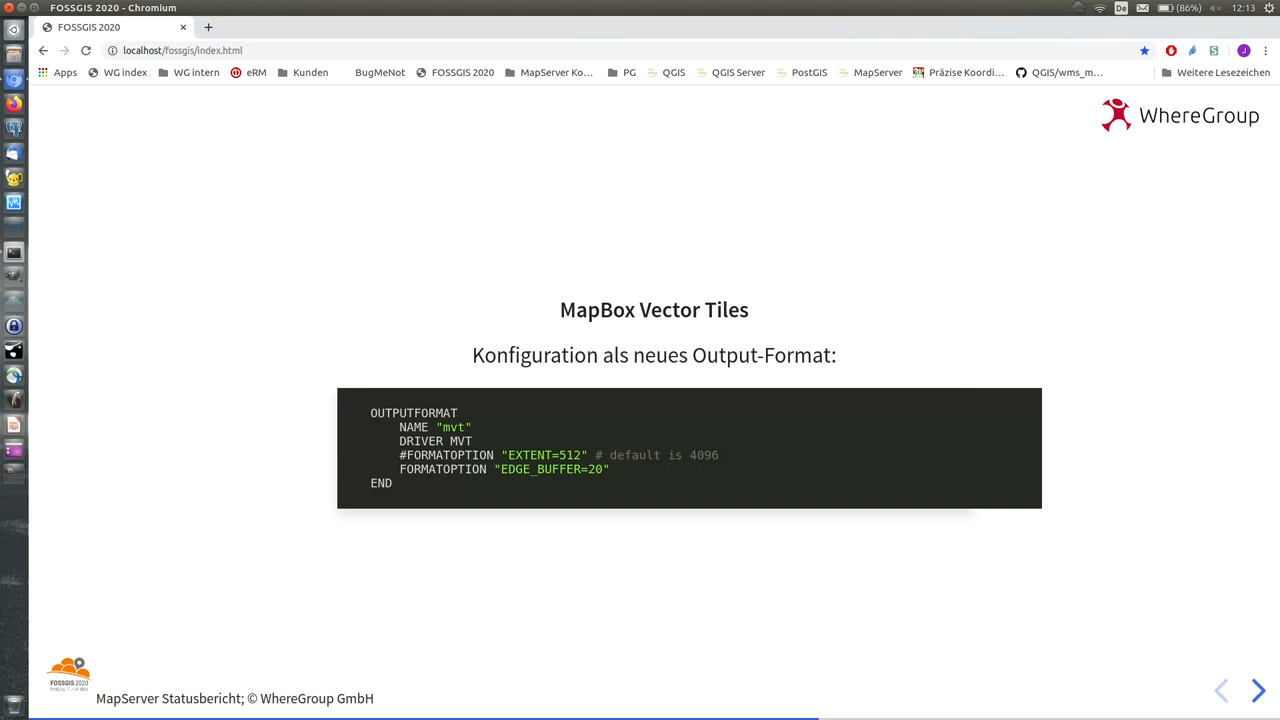 FOSSGIS 2020 - Chromium
De
(86%)
12:13
FOSSGIS 2020
localhost/fossgis/index.html
J
Apps
WG index
WG intern
eRM
Kunden
BugMeNot
FOSSGIS 2020
MapServer Ko...
PG
QGIS
QGIS Server
PostGIS
MapServer
Präzise Koordi...
QGIS/wms_m...
Weitere Lesezeichen
WhereGroup
MapBox Vector Tiles
Konfiguration als neues Output-Format:
OUTPUTFORMAT
NAME "mvt"
DRIVER MVT
#FORMATOPTION "EXTENT=512" # default is 4096
FORMATOPTION "EDGE_BUFFER=20"
END
FOSSGIS 2020
MapServer Statusbericht; © WhereGroup GmbH